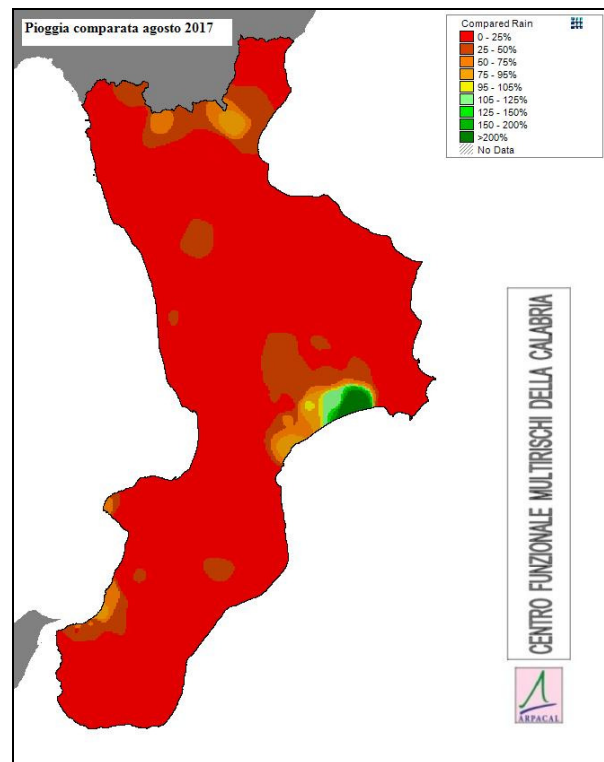 Pioggia comparata agosto 2017
Compared Rain
0 - 25%
25 - 50%
50 - 75%
75 - 95%
95 - 105%
105 - 125%
125 - 150%
150 - 200%
>200%
No Data
CENTRO FUNZIONALE MULTIRISCHI DELLA CALABRIA
ARPACAL